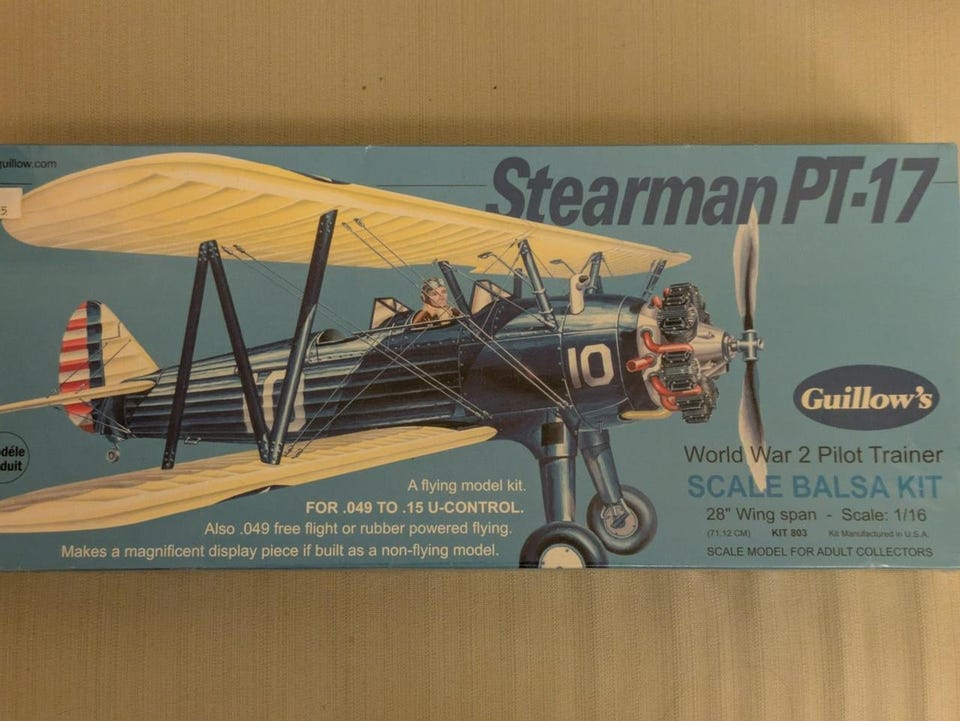 guillow.com
5
Stearman PT-17
10
10
Guillow's
World War 2 Pilot Trainer
SCALE BALSA KIT
28" Wing span - Scale: 1/16
(71.12 CM) KIT 803 Kit Manufactured in U.S.A.
SCALE MODEL FOR ADULT COLLECTORS
A flying model kit.
FOR .049 TO .15 U-CONTROL.
Also .049 free flight or rubber powered flying.
Makes a magnificent display piece if built as a non-flying model.